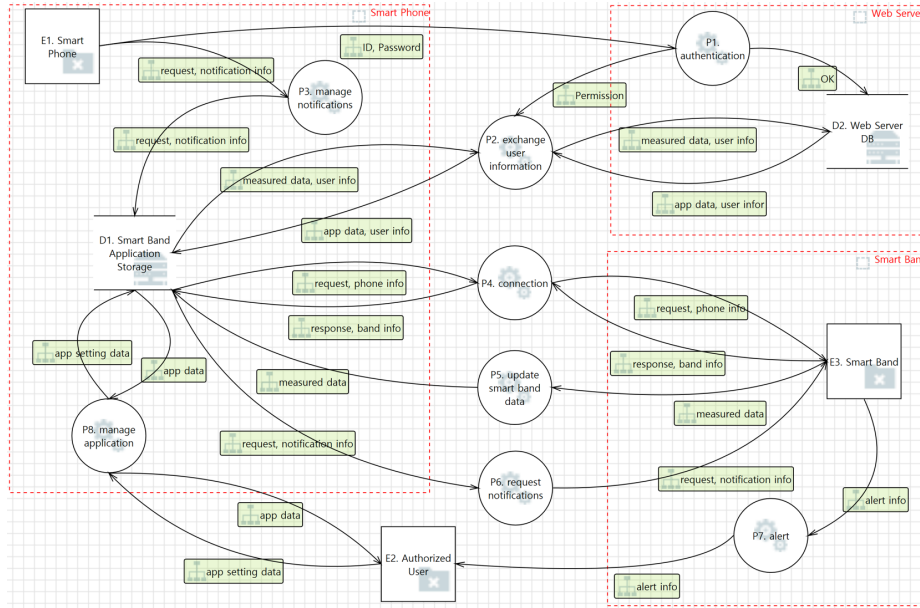 Smart Phone
Web Serve
E1. Smart
Phone
ID, Password
P1.
authentication
request, notification info
OK
P3. manage
notifications
Permission
request, notification info
P2. exchange
user
information
measured data, user info
D2. Web Server
DB
measured data, user info
app data, user infor
app data, user info
D1. Smart Band
Application
Storage
Smart Ban
request, phone info
P4. connection
request, phone info
response, band info
app setting data
app data
response, band info
E3. Smart Band
measured data
P5. update
smart band
data
measured data
P8. manage
application
request, notification info
P6. request
notifications
request, notification info
alert info
app data
P7. alert
E2. Authorized
User
app setting data
alert info